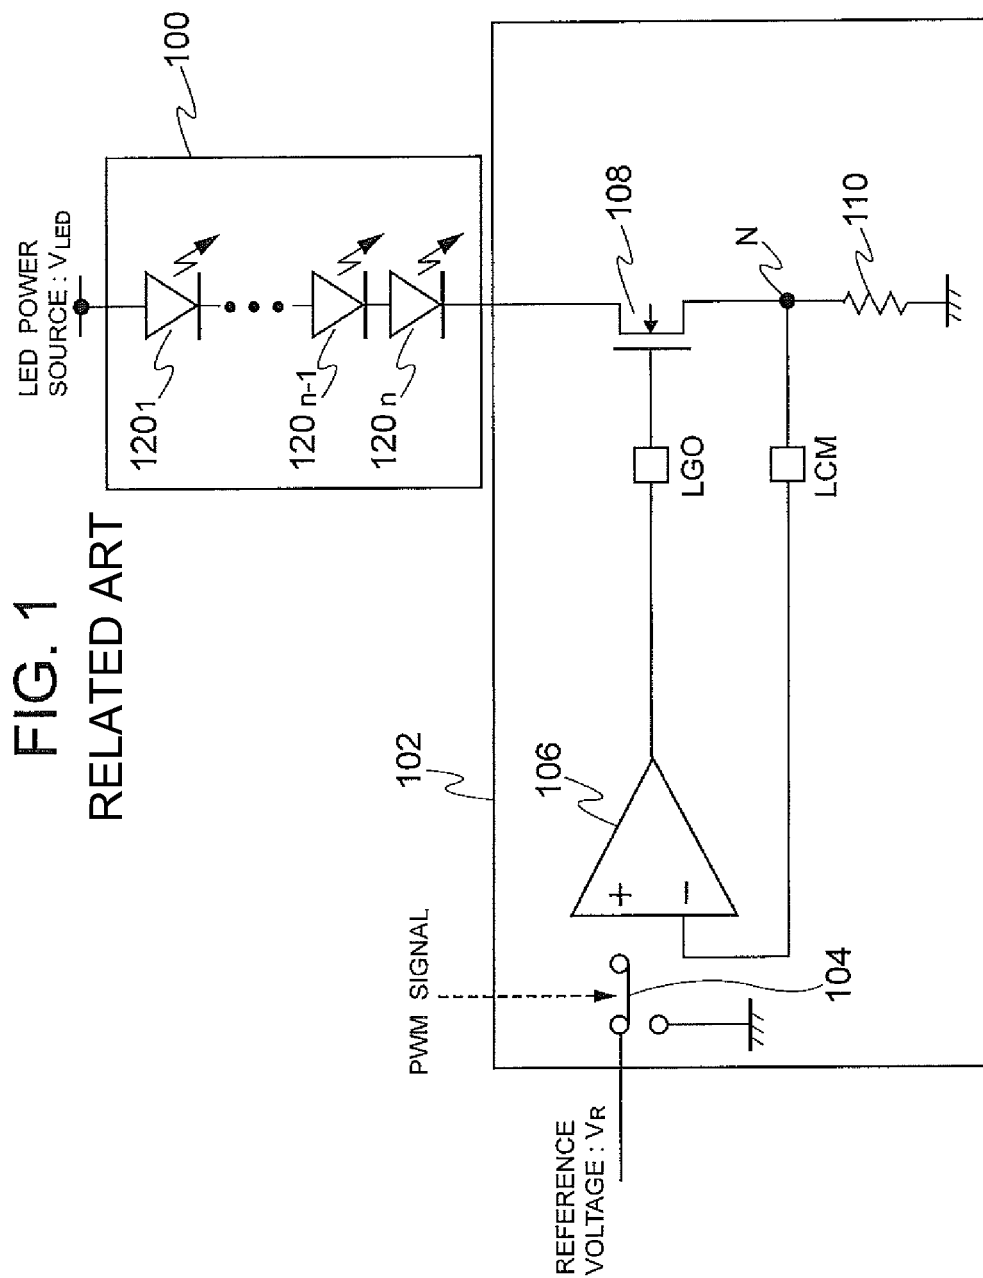 FIG. 1
RELATED ART
LED POWER
SOURCE : VLED
100
1201
120n-1
120n
102
108
N
110
LGO
LCM
106
+
−
PWM SIGNAL
104
REFERENCE
VOLTAGE : VR